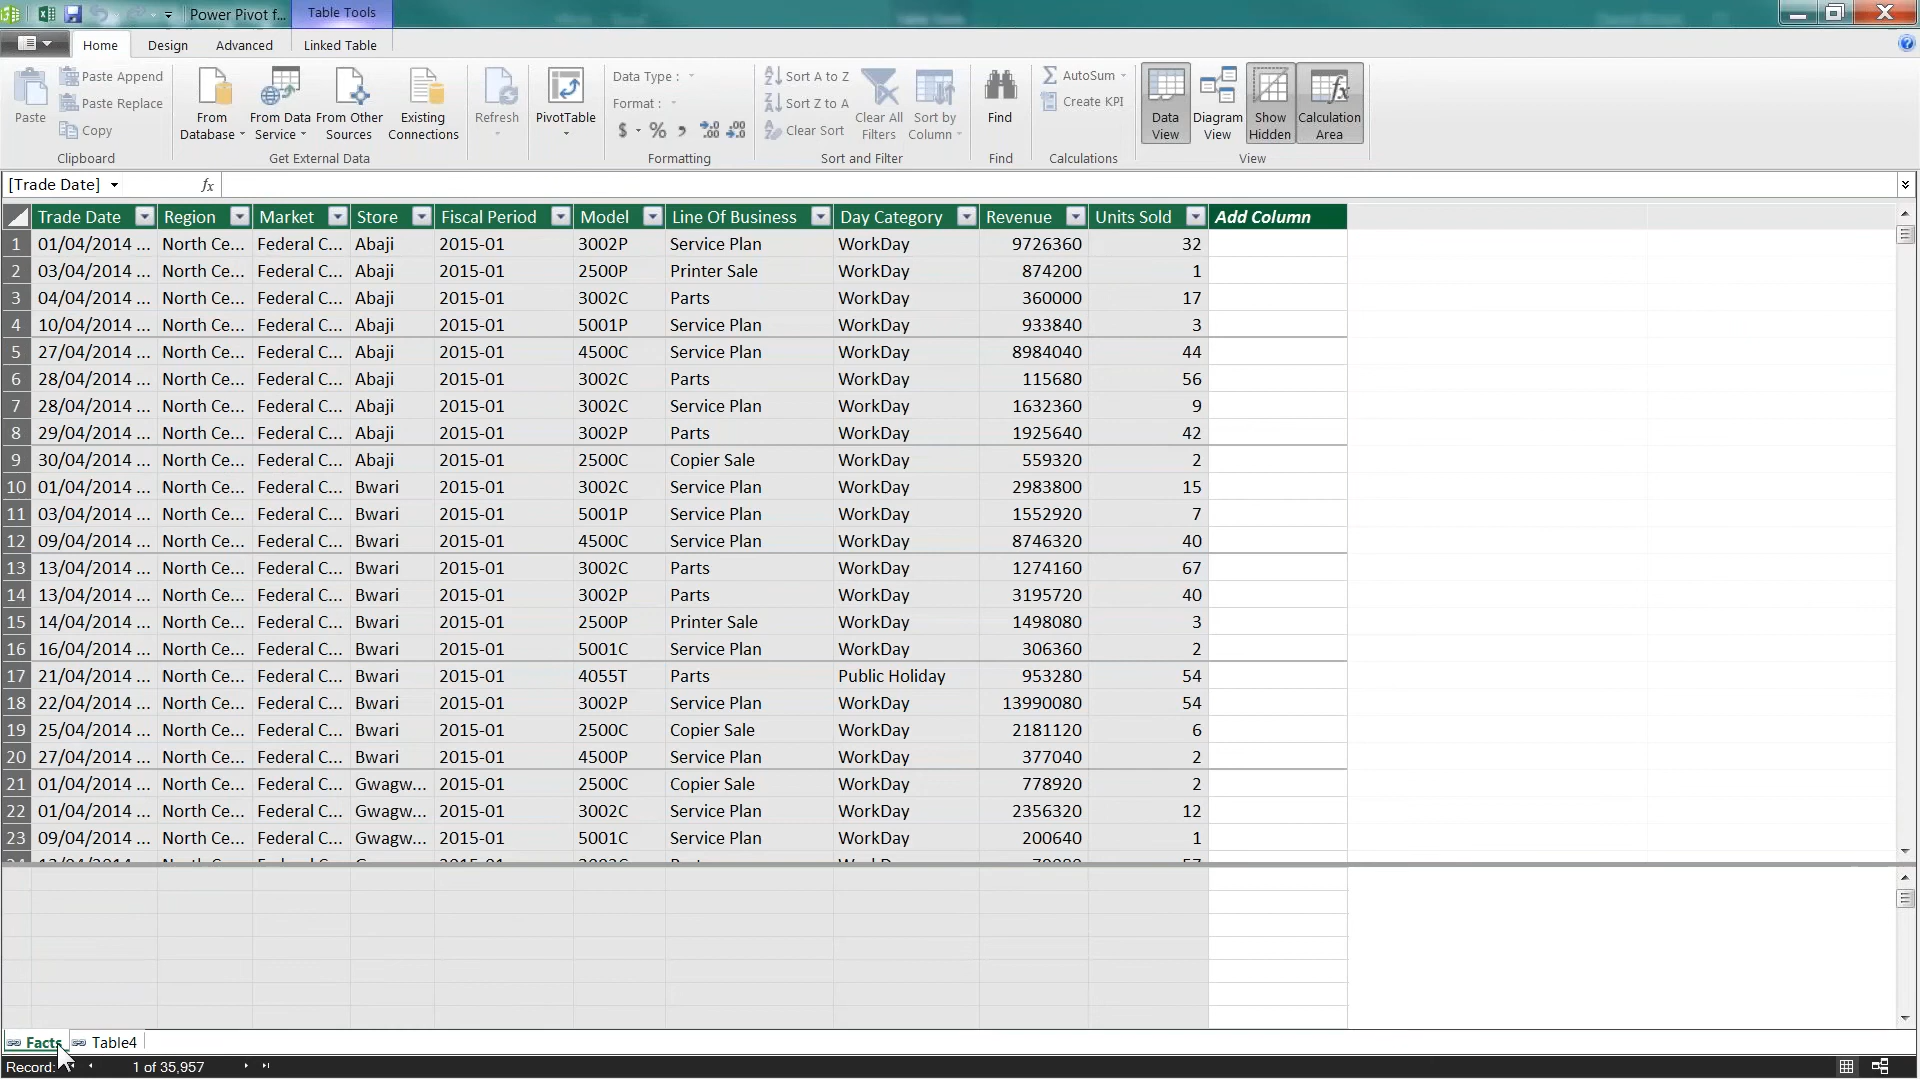 Power Pivot f... Table Tools
Home Design Advanced Linked Table
Paste Paste Append Paste Replace Copy
From Database From Data Service From Other Sources Existing Connections
Refresh PivotTable
Data Type : Format : $ %
Sort A to Z Sort Z to A Clear Sort Clear All Filters Sort by Column
Find AutoSum Create KPI
Data View Diagram View Show Hidden Calculation Area
Clipboard Get External Data Formatting Sort and Filter Find Calculations View
[Trade Date] fx
Trade Date Region Market Store Fiscal Period Model Line Of Business Day Category Revenue Units Sold Add Column
1 01/04/2014 ... North Ce... Federal C... Abaji 2015-01 3002P Service Plan WorkDay 9726360 32
2 03/04/2014 ... North Ce... Federal C... Abaji 2015-01 2500P Printer Sale WorkDay 874200 1
3 04/04/2014 ... North Ce... Federal C... Abaji 2015-01 3002C Parts WorkDay 360000 17
4 10/04/2014 ... North Ce... Federal C... Abaji 2015-01 5001P Service Plan WorkDay 933840 3
5 27/04/2014 ... North Ce... Federal C... Abaji 2015-01 4500C Service Plan WorkDay 8984040 44
6 28/04/2014 ... North Ce... Federal C... Abaji 2015-01 3002C Parts WorkDay 115680 56
7 28/04/2014 ... North Ce... Federal C... Abaji 2015-01 3002C Service Plan WorkDay 1632360 9
8 29/04/2014 ... North Ce... Federal C... Abaji 2015-01 3002P Parts WorkDay 1925640 42
9 30/04/2014 ... North Ce... Federal C... Abaji 2015-01 2500C Copier Sale WorkDay 559320 2
10 01/04/2014 ... North Ce... Federal C... Bwari 2015-01 3002C Service Plan WorkDay 2983800 15
11 03/04/2014 ... North Ce... Federal C... Bwari 2015-01 5001P Service Plan WorkDay 1552920 7
12 09/04/2014 ... North Ce... Federal C... Bwari 2015-01 4500C Service Plan WorkDay 8746320 40
13 13/04/2014 ... North Ce... Federal C... Bwari 2015-01 3002C Parts WorkDay 1274160 67
14 13/04/2014 ... North Ce... Federal C... Bwari 2015-01 3002P Parts WorkDay 3195720 40
15 14/04/2014 ... North Ce... Federal C... Bwari 2015-01 2500P Printer Sale WorkDay 1498080 3
16 16/04/2014 ... North Ce... Federal C... Bwari 2015-01 5001C Service Plan WorkDay 306360 2
17 21/04/2014 ... North Ce... Federal C... Bwari 2015-01 4055T Parts Public Holiday 953280 54
18 22/04/2014 ... North Ce... Federal C... Bwari 2015-01 3002P Service Plan WorkDay 13990080 54
19 25/04/2014 ... North Ce... Federal C... Bwari 2015-01 2500C Copier Sale WorkDay 2181120 6
20 27/04/2014 ... North Ce... Federal C... Bwari 2015-01 4500P Service Plan WorkDay 377040 2
21 01/04/2014 ... North Ce... Federal C... Gwagw... 2015-01 2500C Copier Sale WorkDay 778920 2
22 01/04/2014 ... North Ce... Federal C... Gwagw... 2015-01 3002C Service Plan WorkDay 2356320 12
23 09/04/2014 ... North Ce... Federal C... Gwagw... 2015-01 5001C Service Plan WorkDay 200640 1
Facts Table4
Record: 1 of 35,957